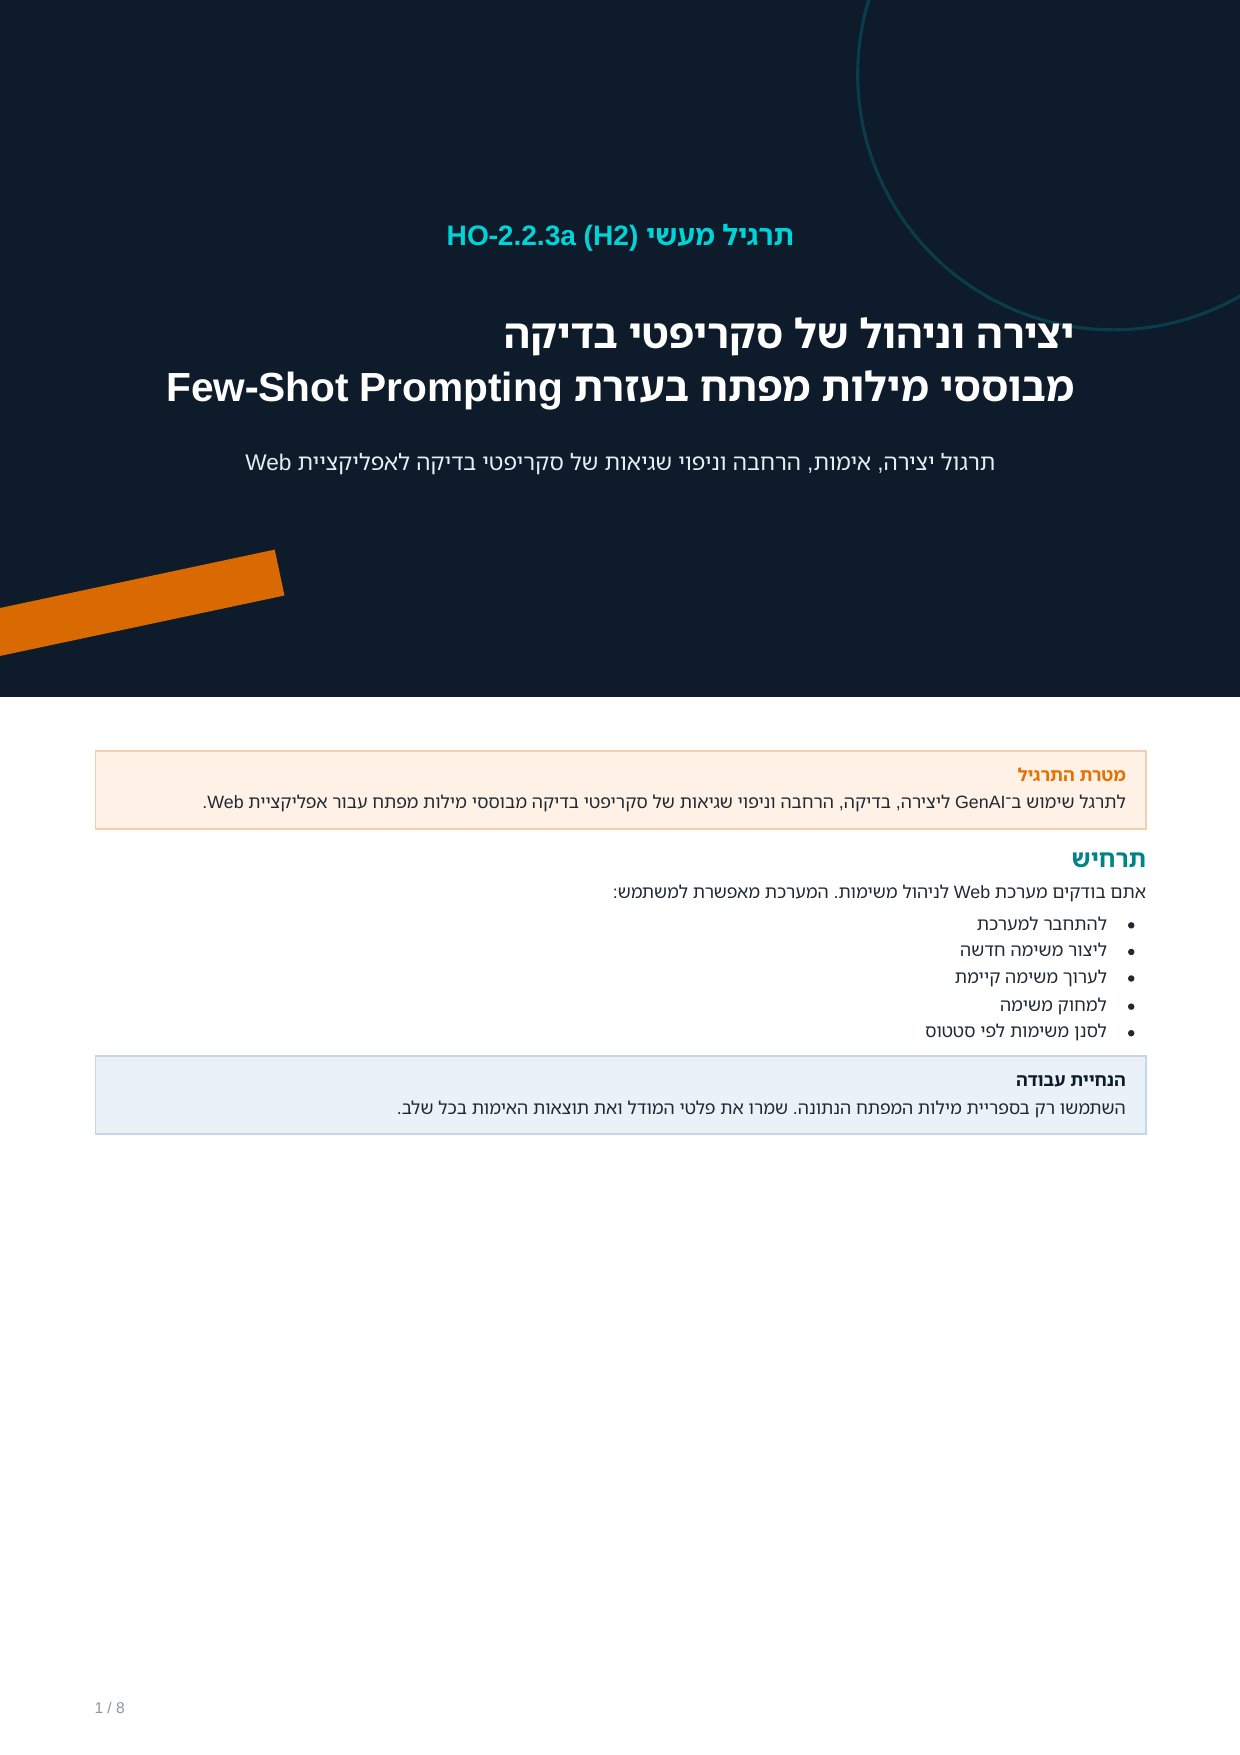 תרגיל מעשי HO-2.2.3a (H2)
יצירה וניהול של סקריפטי בדיקה
מבוססי מילות מפתח בעזרת Few-Shot Prompting
תרגול יצירה, אימות, הרחבה וניפוי שגיאות של סקריפטי בדיקה לאפליקציית Web
מטרת התרגיל
לתרגל שימוש ב־GenAI ליצירה, בדיקה, הרחבה וניפוי שגיאות של סקריפטי בדיקה מבוססי מילות מפתח עבור אפליקציית Web.
תרחיש
אתם בודקים מערכת Web לניהול משימות. המערכת מאפשרת למשתמש:
• להתחבר למערכת
• ליצור משימה חדשה
• לערוך משימה קיימת
• למחוק משימה
• לסנן משימות לפי סטטוס
הנחיית עבודה
השתמשו רק בספריית מילות המפתח הנתונה. שמרו את פלטי המודל ואת תוצאות האימות בכל שלב.
1 / 8